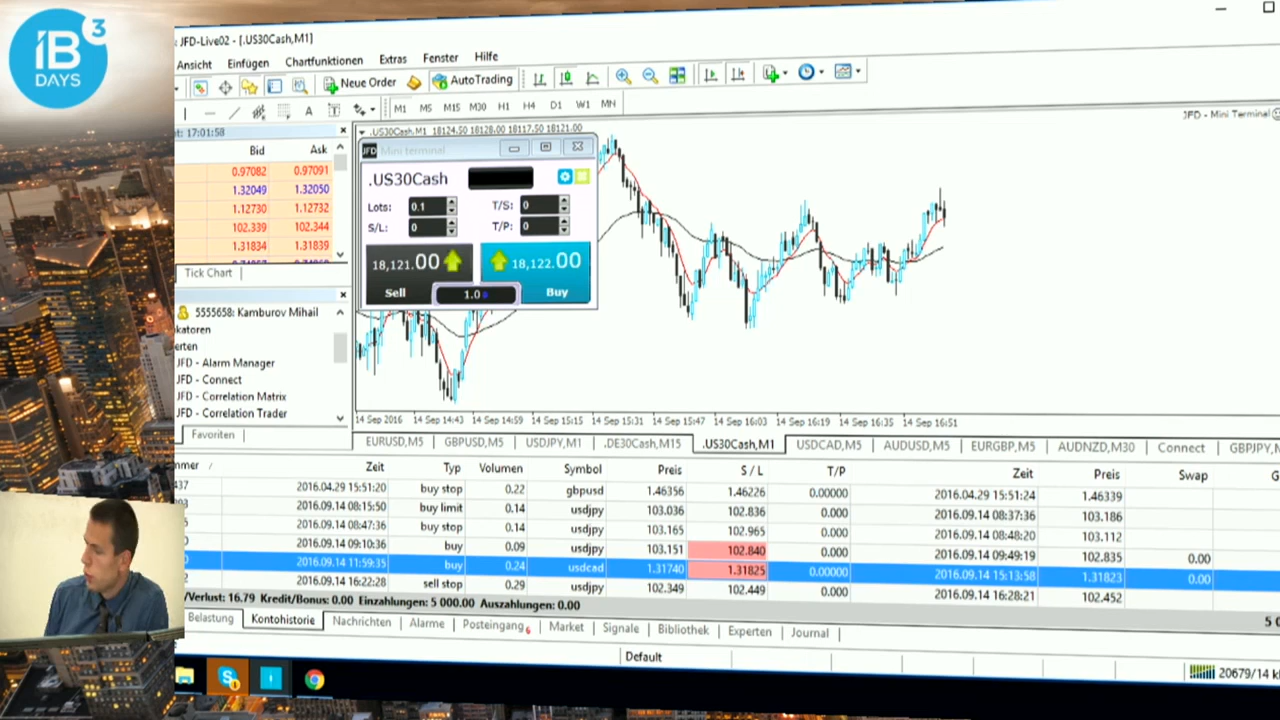 iB 3
DAYS
JFD-Live02 - [.US30Cash,M1]
Ansicht Einfügen Chartfunktionen Extras Fenster Hilfe
Neue Order AutoTrading
A T M1 M5 M15 M30 H1 H4 D1 W1 MN
17:01:58
Bid Ask
0.97082 0.97091
1.32049 1.32050
1.12730 1.12732
102.339 102.344
1.31834 1.31839
Tick Chart
.US30Cash,M1 18124.50 18128.00 18117.50 18121.00
JFD - Mini Terminal
JFD Mini terminal
.US30Cash
Lots: 0.1 T/S: 0
S/L: 0 T/P: 0
18,121.00 18,122.00
Sell 1.0 Buy
5555658: Kamburov Mihail
ikatoren
erten
JFD - Alarm Manager
JFD - Connect
JFD - Correlation Matrix
JFD - Correlation Trader
Favoriten
14 Sep 2016 14 Sep 14:43 14 Sep 14:59 14 Sep 15:15 14 Sep 15:31 14 Sep 15:47 14 Sep 16:03 14 Sep 16:19 14 Sep 16:35 14 Sep 16:51
EURUSD,M5 GBPUSD,M5 USDJPY,M1 .DE30Cash,M15 .US30Cash,M1 USDCAD,M5 AUDUSD,M5 EURGBP,M5 AUDNZD,M30 Connect GBPJPY,M
mmer / Zeit Typ Volumen Symbol Preis S / L T/P Zeit Preis Swap G
437 2016.04.29 15:51:20 buy stop 0.22 gbpusd 1.46356 1.46226 0.00000 2016.04.29 15:51:24 1.46339
2016.09.14 08:15:50 buy limit 0.14 usdjpy 103.036 102.836 0.000 2016.09.14 08:37:36 103.186
2016.09.14 08:47:36 buy stop 0.14 usdjpy 103.165 102.965 0.000 2016.09.14 08:48:20 103.112
2016.09.14 09:10:36 buy 0.09 usdjpy 103.151 102.840 0.000 2016.09.14 09:49:19 102.835 0.00
2016.09.14 11:59:35 buy 0.24 usdcad 1.31740 1.31825 0.00000 2016.09.14 15:13:58 1.31823 0.00
2016.09.14 16:22:28 sell stop 0.29 usdjpy 102.349 102.449 0.000 2016.09.14 16:28:21 102.452
/Verlust: 16.79 Kredit/Bonus: 0.00 Einzahlungen: 5 000.00 Auszahlungen: 0.00 5 0
Belastung Kontohistorie Nachrichten Alarme Posteingang 6 Market Signale Bibliothek Experten Journal
Default 20679/14 k